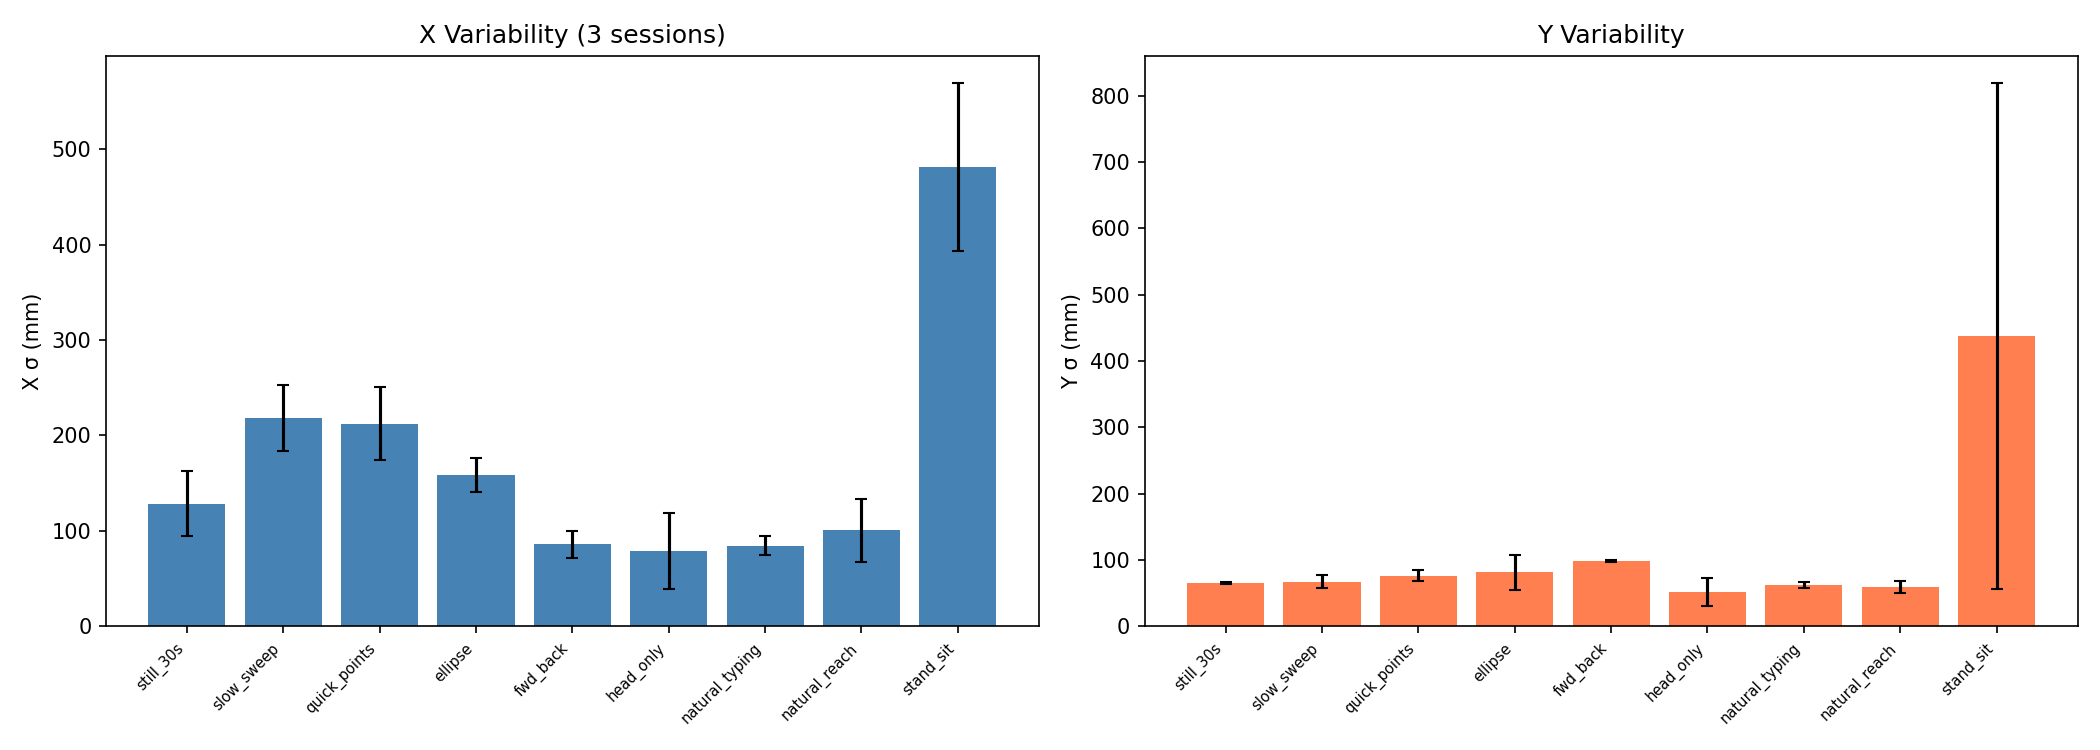 X Variability (3 sessions)
X σ (mm)
500
400
300
200
100
0
still_30s
slow_sweep
quick_points
ellipse
fwd_back
head_only
natural_typing
natural_reach
stand_sit
Y Variability
Y σ (mm)
800
700
600
500
400
300
200
100
0
still_30s
slow_sweep
quick_points
ellipse
fwd_back
head_only
natural_typing
natural_reach
stand_sit